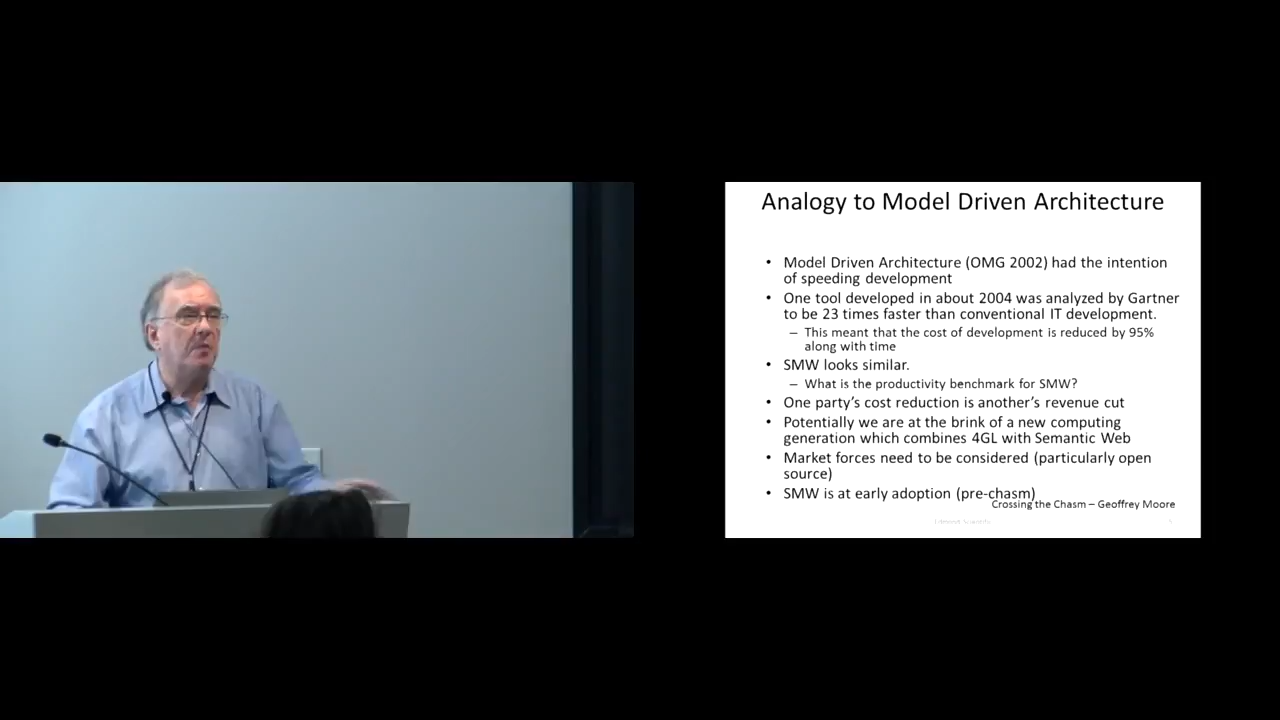 Analogy to Model Driven Architecture
• Model Driven Architecture (OMG 2002) had the intention
of speeding development
• One tool developed in about 2004 was analyzed by Gartner
to be 23 times faster than conventional IT development.
– This meant that the cost of development is reduced by 95%
along with time
• SMW looks similar.
– What is the productivity benchmark for SMW?
• One party's cost reduction is another's revenue cut
• Potentially we are at the brink of a new computing
generation which combines 4GL with Semantic Web
• Market forces need to be considered (particularly open
source)
• SMW is at early adoption (pre-chasm)
Crossing the Chasm – Geoffrey Moore